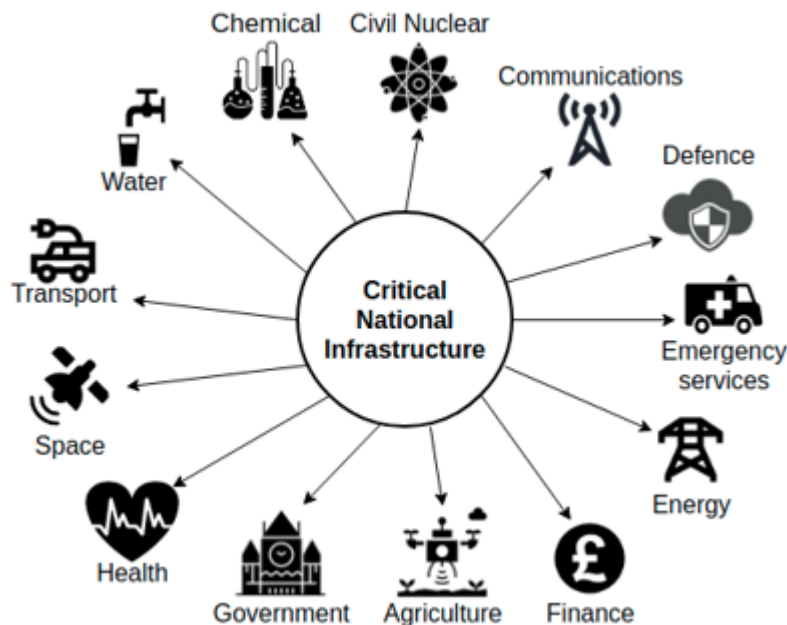 Chemical
Civil Nuclear
Communications
Defence
Water
Transport
Critical
National
Infrastructure
Emergency
services
Space
Energy
Health
Government
Agriculture
Finance
£